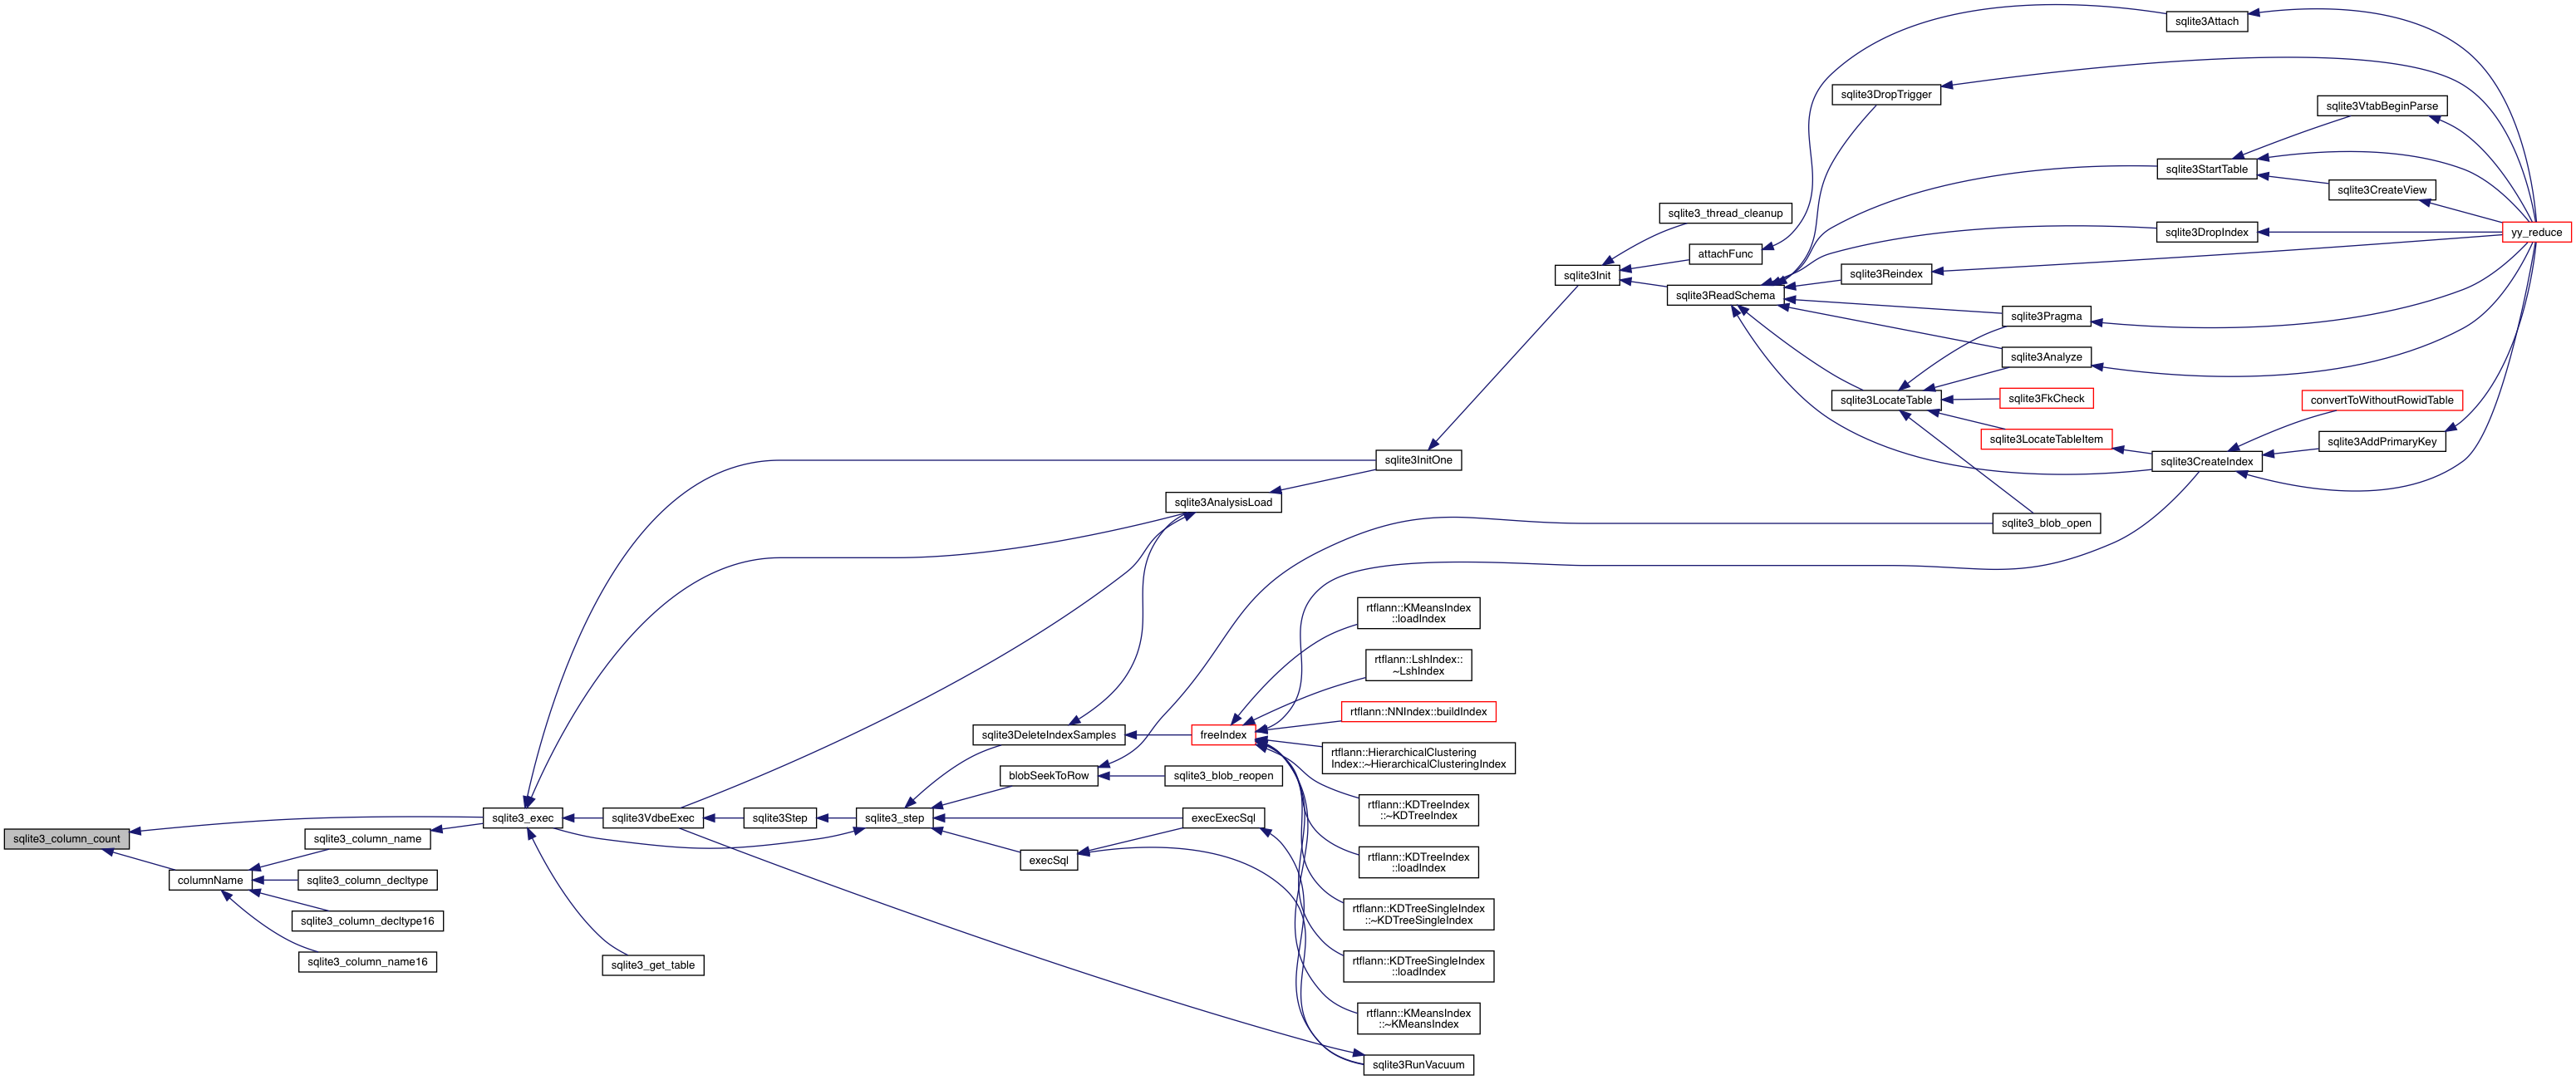 sqlite3_column_count
columnName
sqlite3_column_name
sqlite3_column_decltype
sqlite3_column_decltype16
sqlite3_column_name16
sqlite3_exec
sqlite3_get_table
sqlite3VdbeExec
sqlite3Step
sqlite3_step
sqlite3DeleteIndexSamples
blobSeekToRow
execSql
sqlite3AnalysisLoad
sqlite3_blob_reopen
execExecSql
freeIndex
sqlite3InitOne
rtflann::KMeansIndex
::loadIndex
rtflann::LshIndex::
~LshIndex
rtflann::NNIndex::buildIndex
rtflann::HierarchicalClustering
Index::~HierarchicalClusteringIndex
rtflann::KDTreeIndex
::~KDTreeIndex
rtflann::KDTreeIndex
::loadIndex
rtflann::KDTreeSingleIndex
::~KDTreeSingleIndex
rtflann::KDTreeSingleIndex
::loadIndex
rtflann::KMeansIndex
::~KMeansIndex
sqlite3RunVacuum
sqlite3Init
sqlite3_thread_cleanup
attachFunc
sqlite3ReadSchema
sqlite3DropTrigger
sqlite3Reindex
sqlite3LocateTable
sqlite3Pragma
sqlite3Analyze
sqlite3FkCheck
sqlite3LocateTableItem
sqlite3_blob_open
sqlite3Attach
sqlite3StartTable
sqlite3DropIndex
sqlite3CreateIndex
sqlite3VtabBeginParse
sqlite3CreateView
convertToWithoutRowidTable
sqlite3AddPrimaryKey
yy_reduce